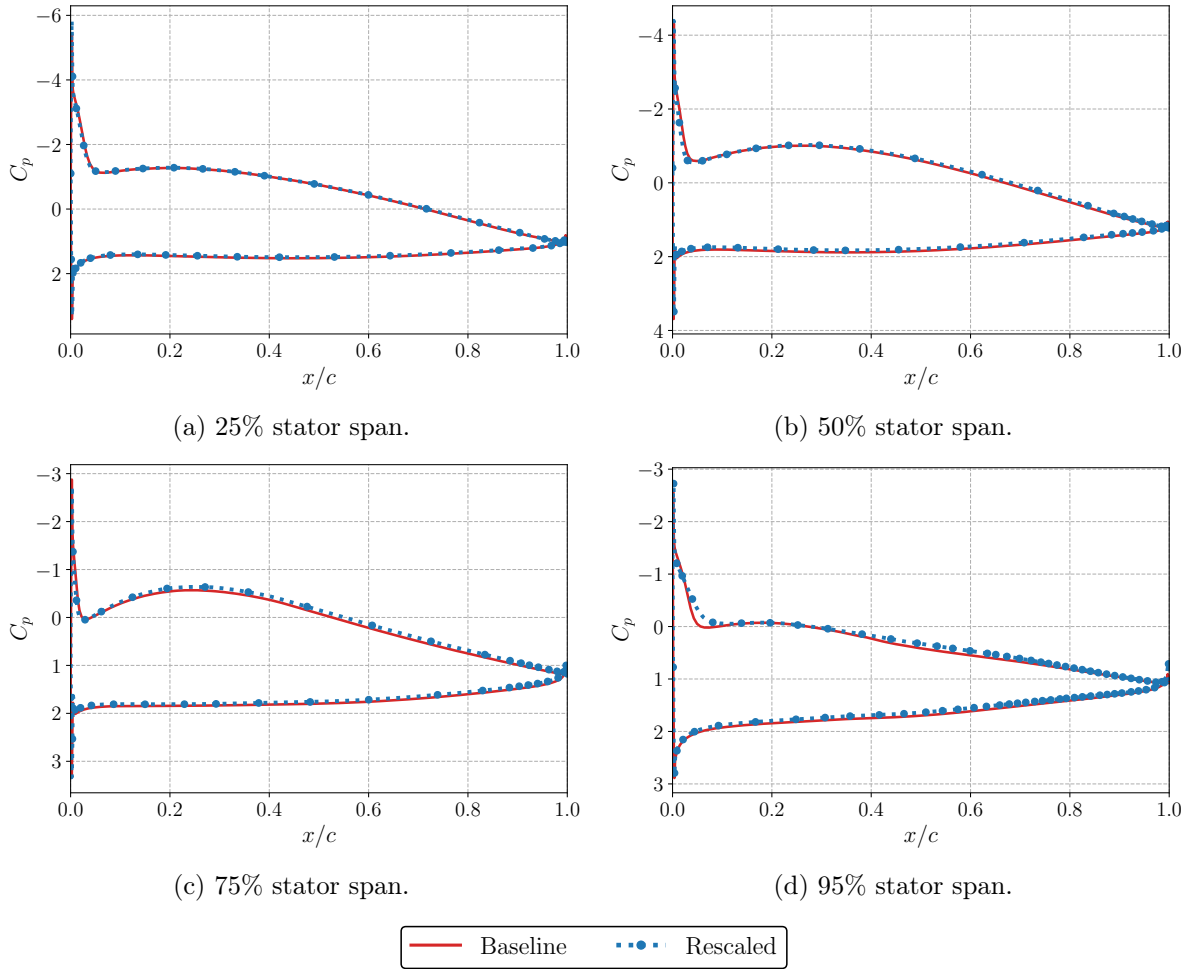 −6
−4
−2
0
2
C_p
0.0 0.2 0.4 0.6 0.8 1.0
x/c
(a) 25% stator span.
−4
−2
0
2
4
C_p
0.0 0.2 0.4 0.6 0.8 1.0
x/c
(b) 50% stator span.
−3
−2
−1
0
1
2
3
C_p
0.0 0.2 0.4 0.6 0.8 1.0
x/c
(c) 75% stator span.
−3
−2
−1
0
1
2
3
C_p
0.0 0.2 0.4 0.6 0.8 1.0
x/c
(d) 95% stator span.
Baseline Rescaled